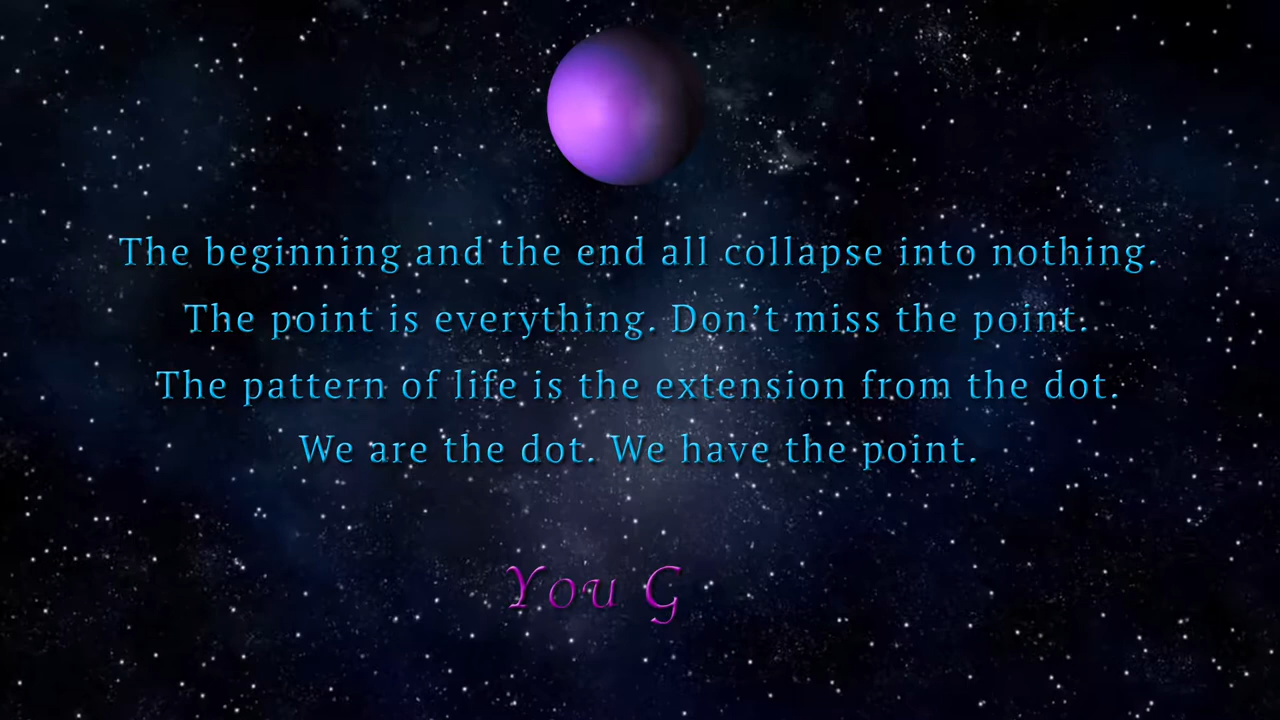 The beginning and the end all collapse into nothing.
The point is everything. Don’t miss the point.
The pattern of life is the extension from the dot.
We are the dot. We have the point.
You G